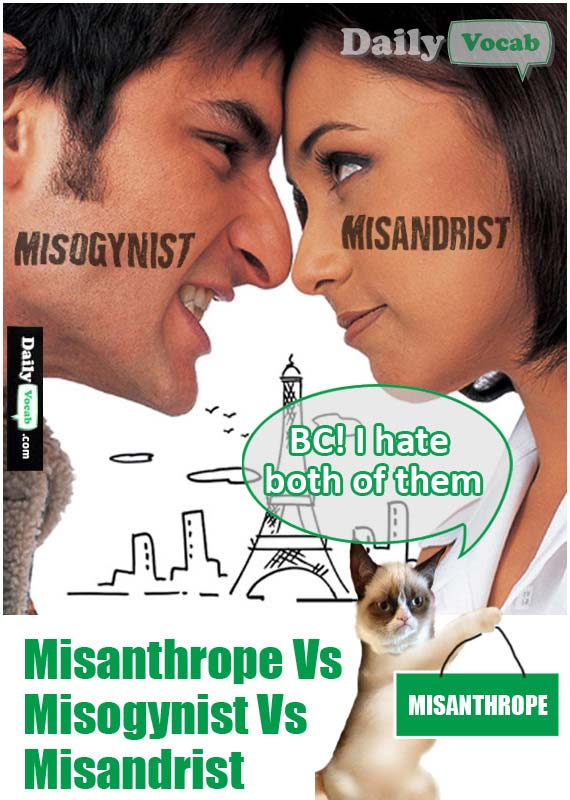 Daily Vocab
MISOGYNIST
MISANDRIST
Daily Vocab .com
BC! I hate
both of them
Misanthrope Vs
Misogynist Vs
Misandrist
MISANTHROPE